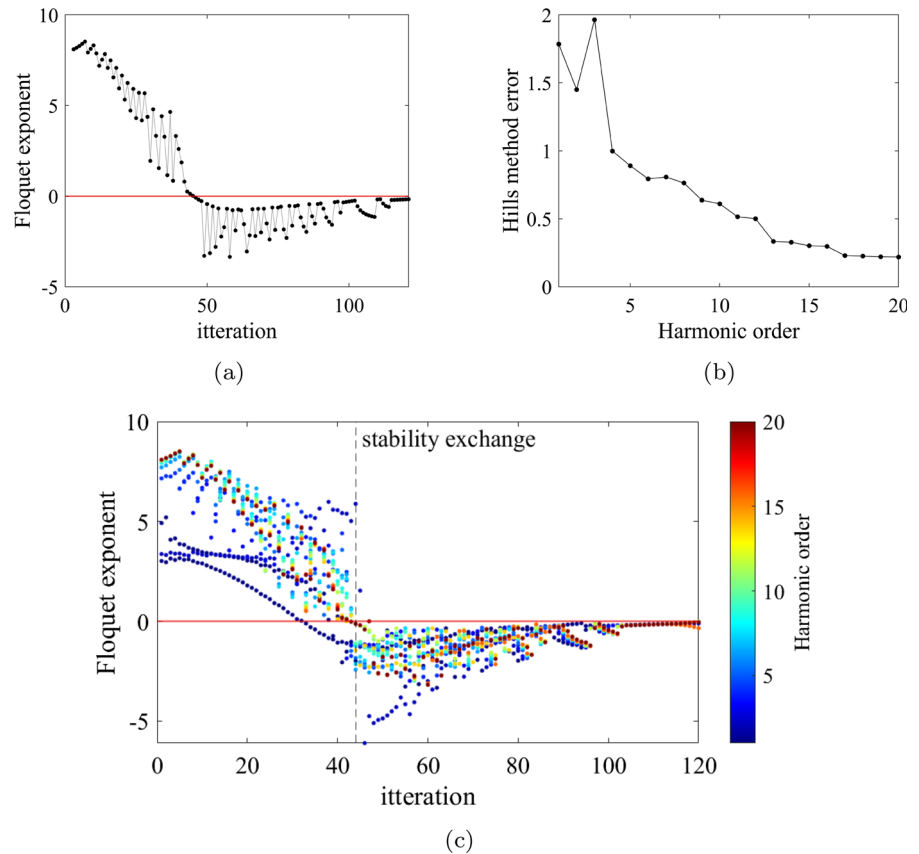 10
5
0
-5
Floquet exponent
0
50
100
itteration
(a)
2
1.5
1
0.5
0
Hills method error
5
10
15
20
Harmonic order
(b)
10
5
0
-5
Floquet exponent
stability exchange
0
20
40
60
80
100
120
itteration
20
15
10
5
Harmonic order
(c)